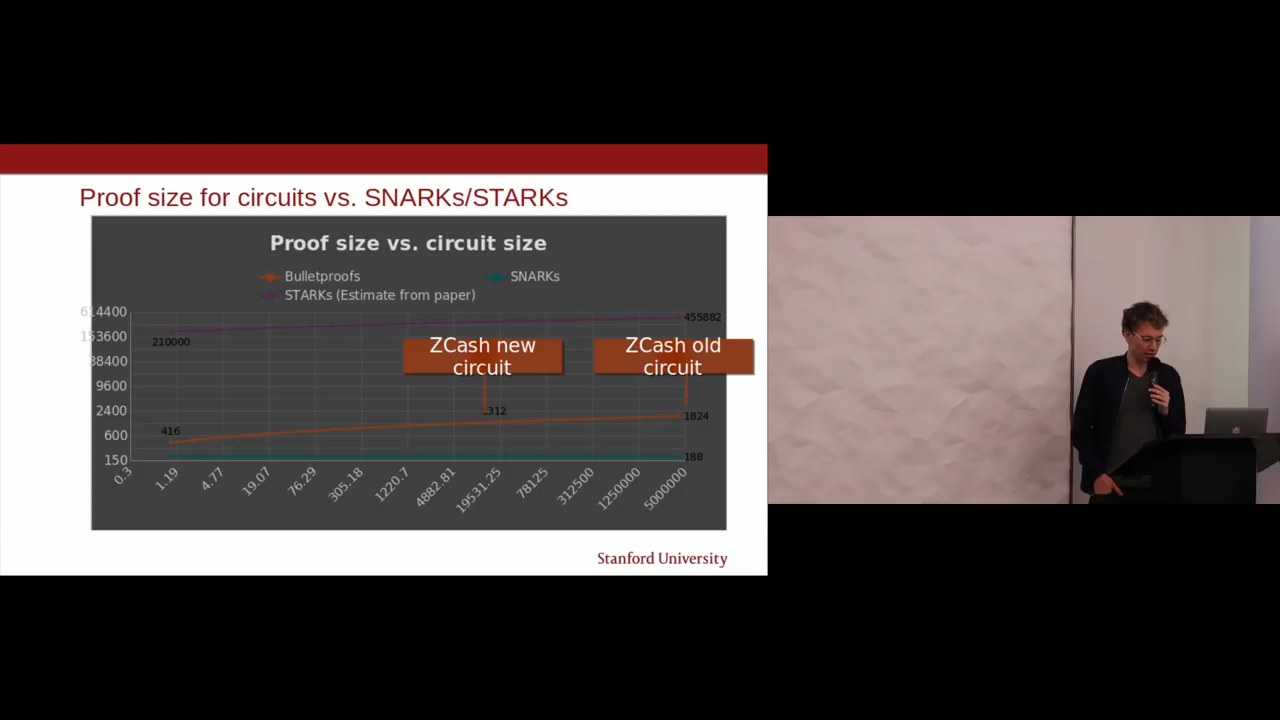 Proof size for circuits vs. SNARKs/STARKs
Proof size vs. circuit size
Bulletproofs
SNARKs
STARKs (Estimate from paper)
614400
153600
38400
9600
2400
600
150
210000
455882
ZCash new
circuit
ZCash old
circuit
416
1824
188
0.3
1.19
4.77
19.07
76.29
305.18
1220.7
4882.81
19531.25
78125
312500
1250000
5000000
Stanford University